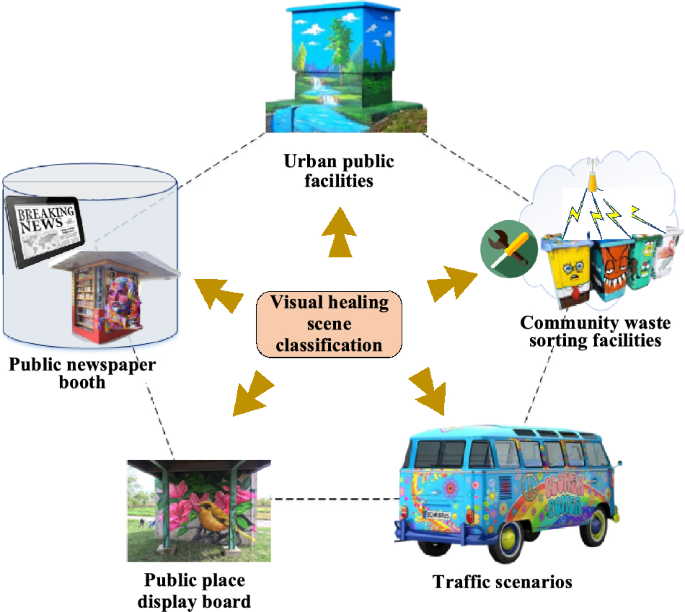 Urban public
facilities
BREAKING
NEWS
Visual healing
scene
classification
Community waste
sorting facilities
Public newspaper
booth
Public place
display board
Traffic scenarios